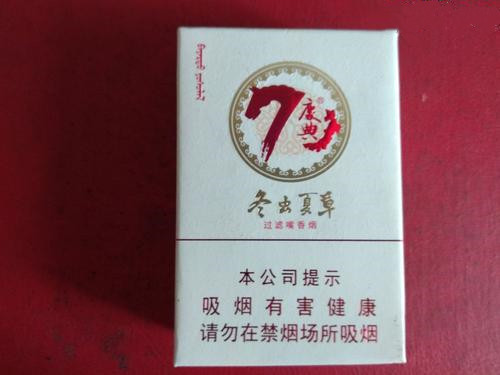 70
庆典
冬虫夏草
过滤嘴香烟
本公司提示
吸烟有害健康
请勿在禁烟场所吸烟